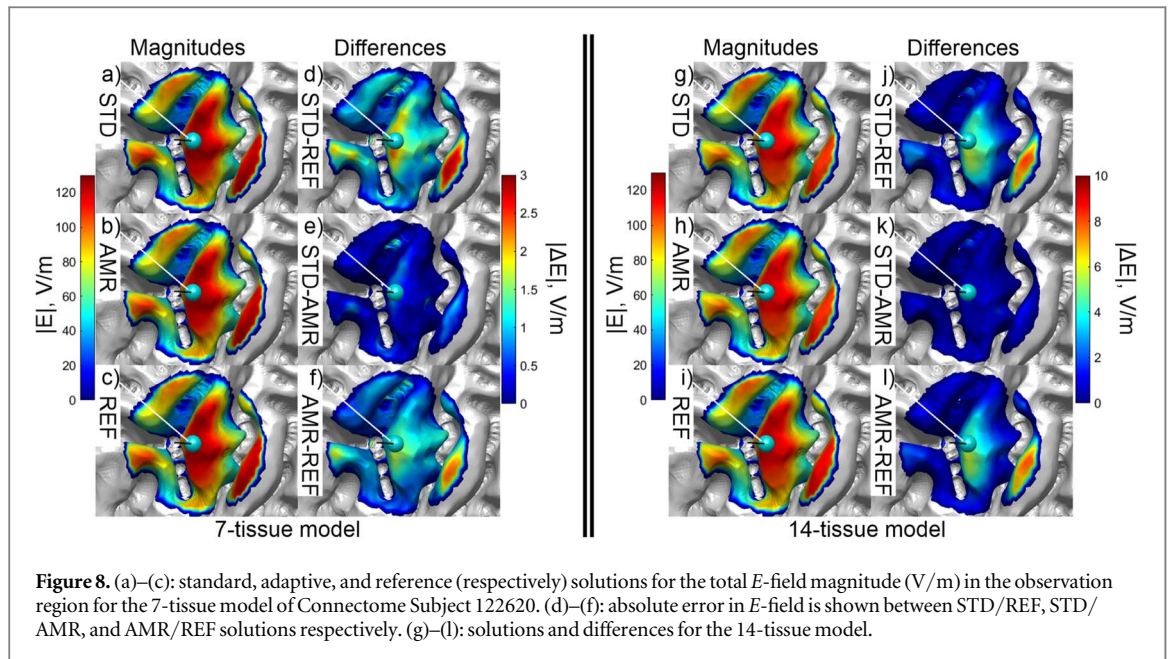 Magnitudes
Differences
a) STD
d) STD-REF
b) AMR
e) STD-AMR
c) REF
f) AMR-REF
|E|, V/m
120
100
80
60
40
20
0
|ΔE|, V/m
3
2.5
2
1.5
1
0.5
0
7-tissue model
Magnitudes
Differences
g) STD
j) STD-REF
h) AMR
k) STD-AMR
i) REF
l) AMR-REF
|E|, V/m
120
100
80
60
40
20
0
|ΔE|, V/m
10
8
6
4
2
0
14-tissue model
Figure 8. (a)–(c): standard, adaptive, and reference (respectively) solutions for the total E-field magnitude (V/m) in the observation
region for the 7-tissue model of Connectome Subject 122620. (d)–(f): absolute error in E-field is shown between STD/REF, STD/
AMR, and AMR/REF solutions respectively. (g)–(l): solutions and differences for the 14-tissue model.